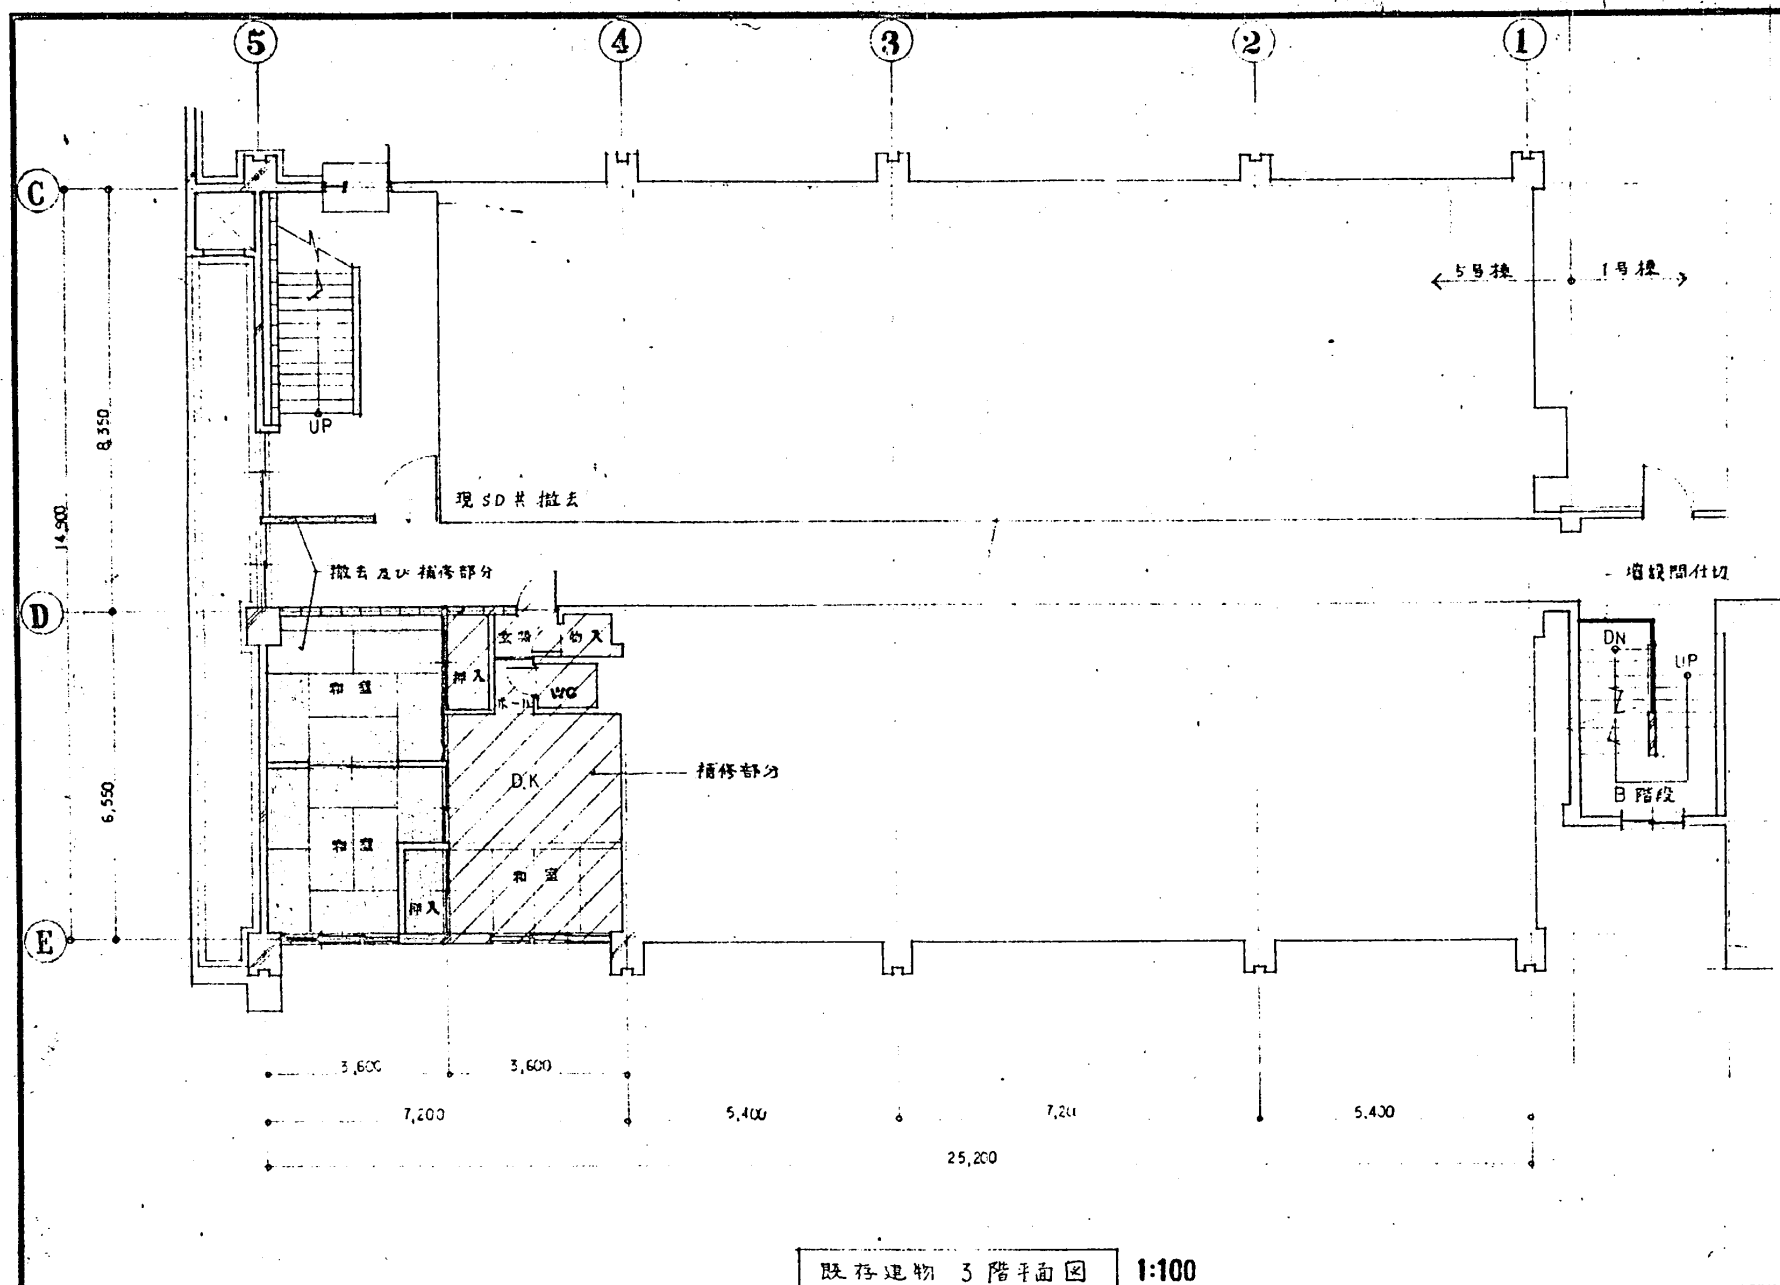 5 4 3 2 1
C
5号棟 1号棟
8,350
UP
現SD共撤去
14,900
撤去及び補修部分
増設間仕切
D
玄関 物入
DN
UP
押入
和室
WC
ホール
補修部分
D.K
B階段
6,550
和室
和室
押入
E
3,600 3,600
7,200 5,400 5,400
25,200
既存建物 3階平面図 1:100